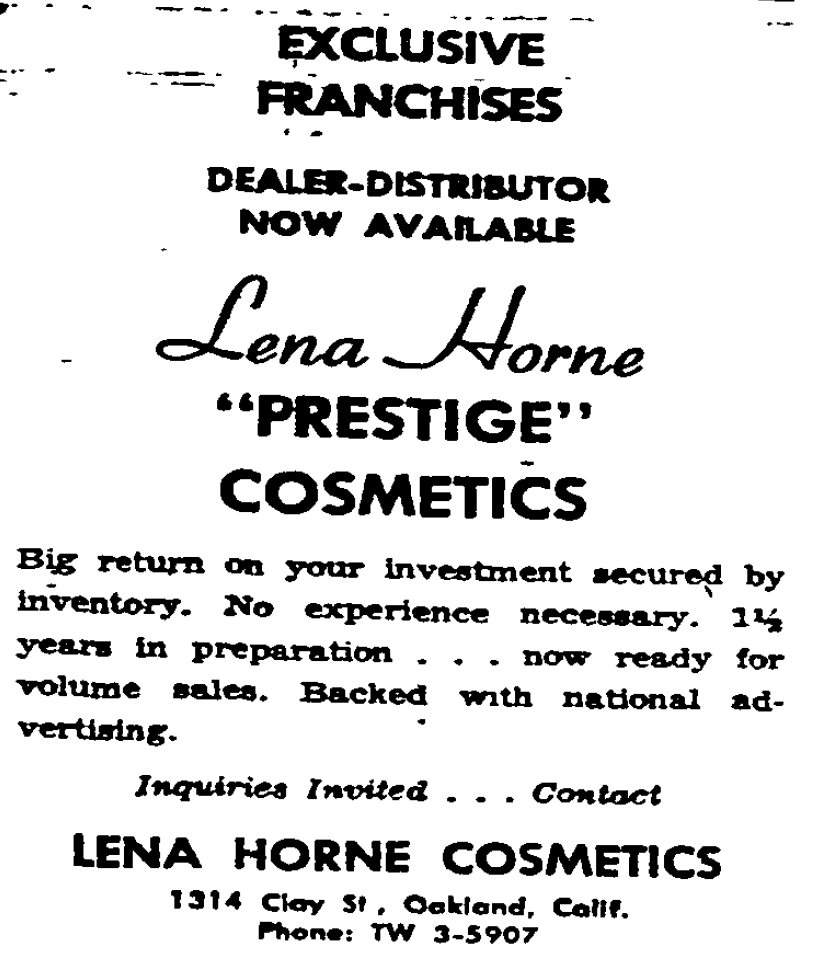 EXCLUSIVE
FRANCHISES
DEALER-DISTRIBUTOR
NOW AVAILABLE
Lena Horne
“PRESTIGE”
COSMETICS
Big return on your investment secured by
inventory. No experience necessary. 1½
years in preparation . . . now ready for
volume sales. Backed with national ad-
vertising.
Inquiries Invited . . . Contact
LENA HORNE COSMETICS
1314 Clay St , Oakland, Calif.
Phone: TW 3-5907